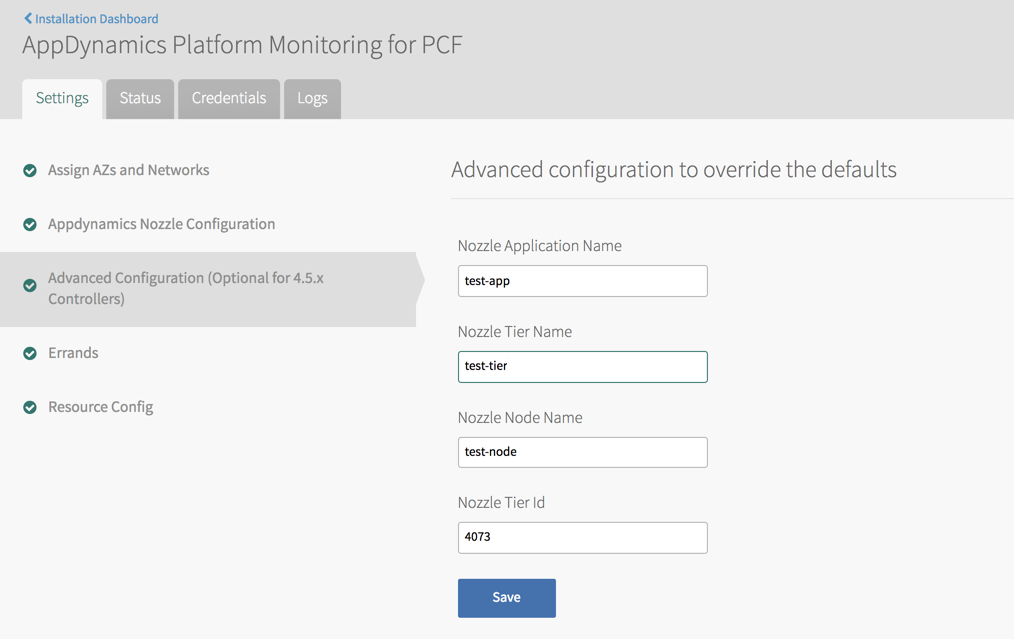 Installation Dashboard
AppDynamics Platform Monitoring for PCF
Settings Status Credentials Logs
Assign AZs and Networks
Appdynamics Nozzle Configuration
Advanced Configuration (Optional for 4.5.x
Controllers)
Errands
Resource Config
Advanced configuration to override the defaults
Nozzle Application Name
test-app
Nozzle Tier Name
test-tier
Nozzle Node Name
test-node
Nozzle Tier Id
4073
Save